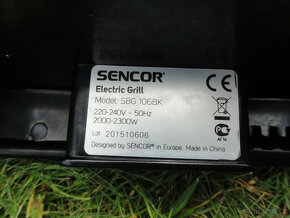 SENCOR®
Electric Grill
Model: SBG 106BK
220-240V ~ 50Hz
2000-2300W
Lot: 201510606
Designed by SENCOR® in Europe. Made in China